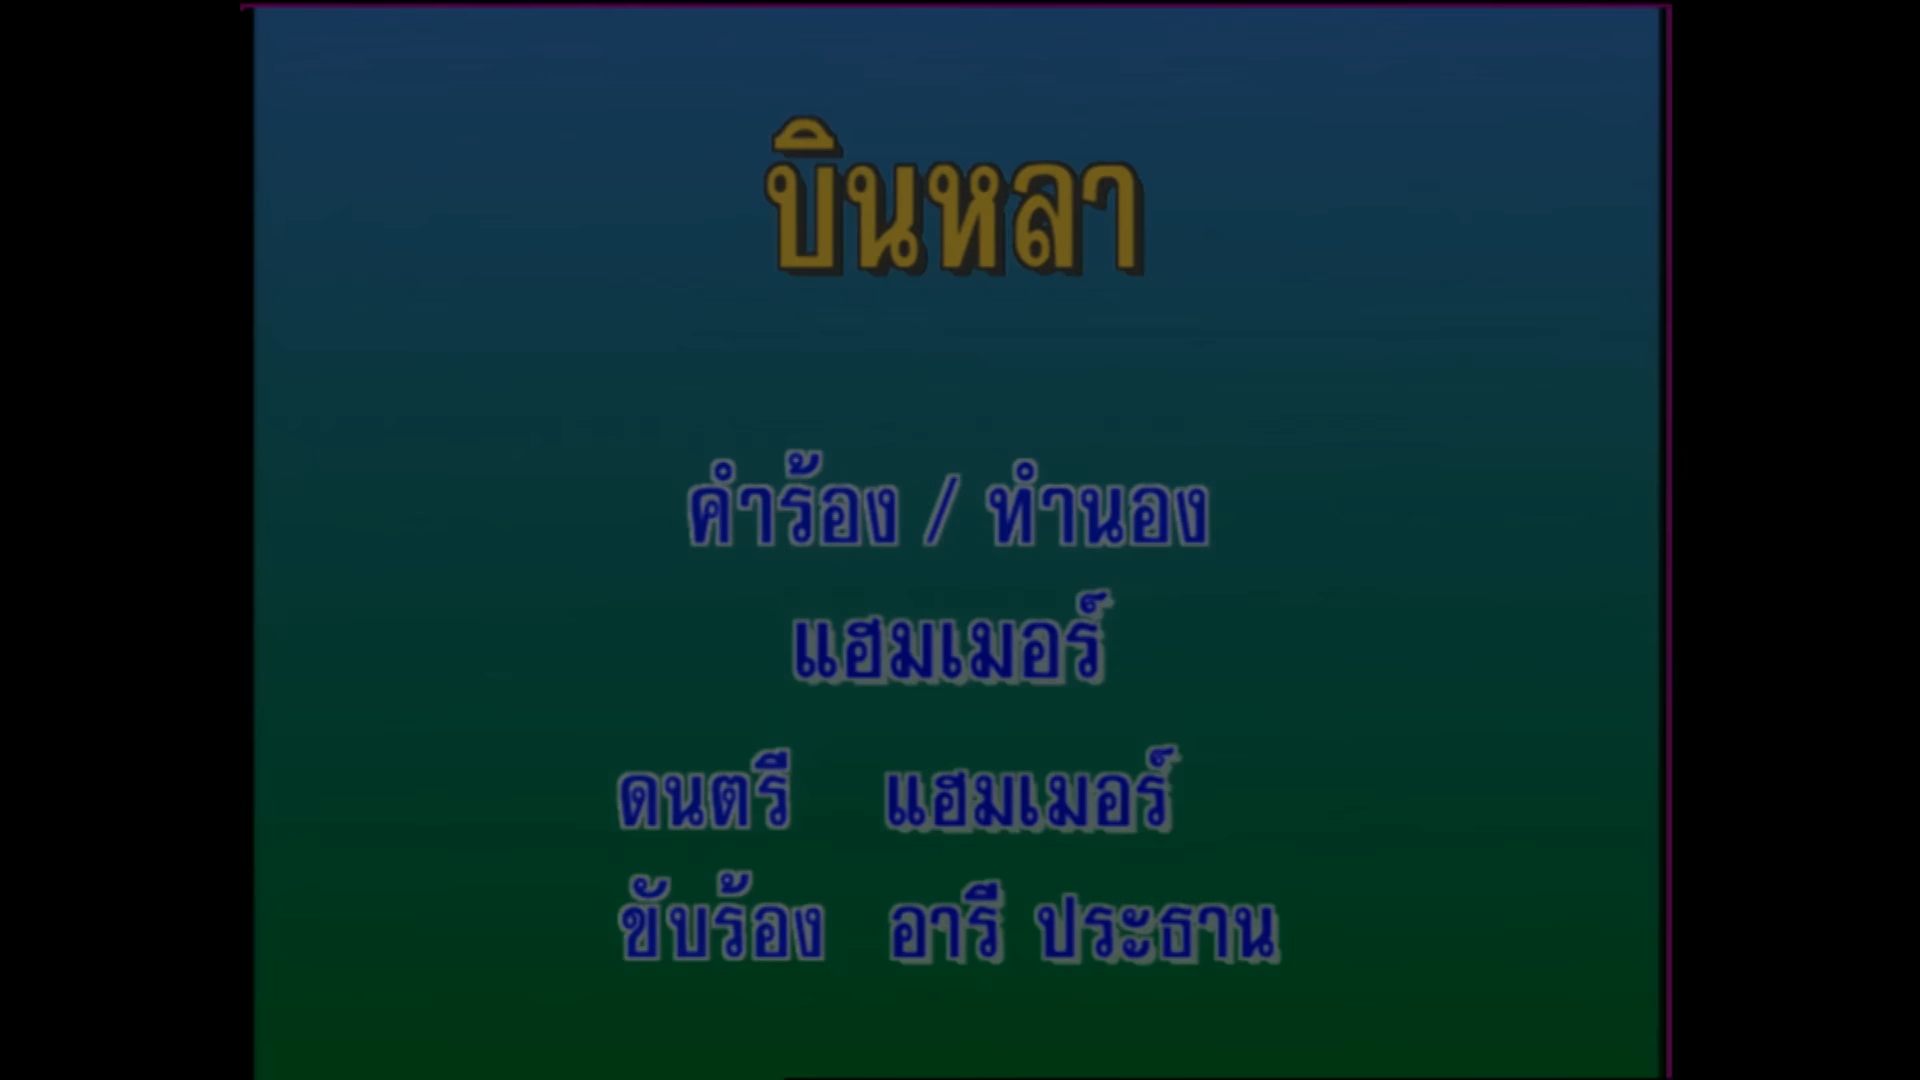 บินหลา
คำร้อง / ทำนอง
แฮมเมอร์
ดนตรี แฮมเมอร์
ขับร้อง อารี ประธาน